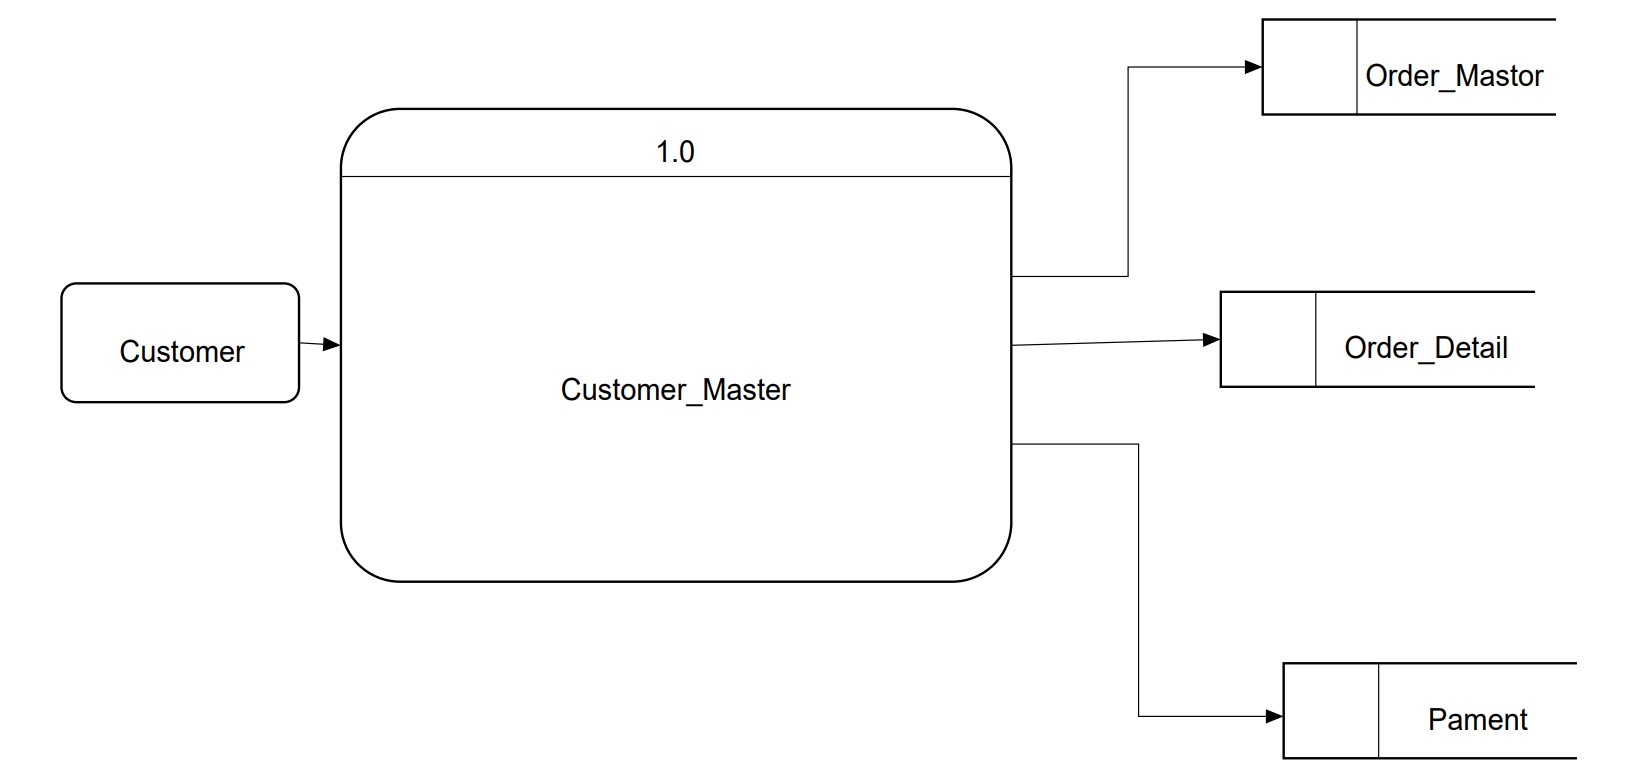 Order_Mastor
1.0
Customer
Customer_Master
Order_Detail
Pament